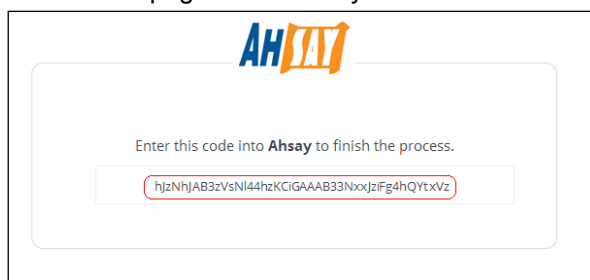 AHSAY
Enter this code into Ahsay to finish the process.
hJzNhJAB3zVsNl44hzKCiGAAAB33NxxJziFg4hQYtxVz